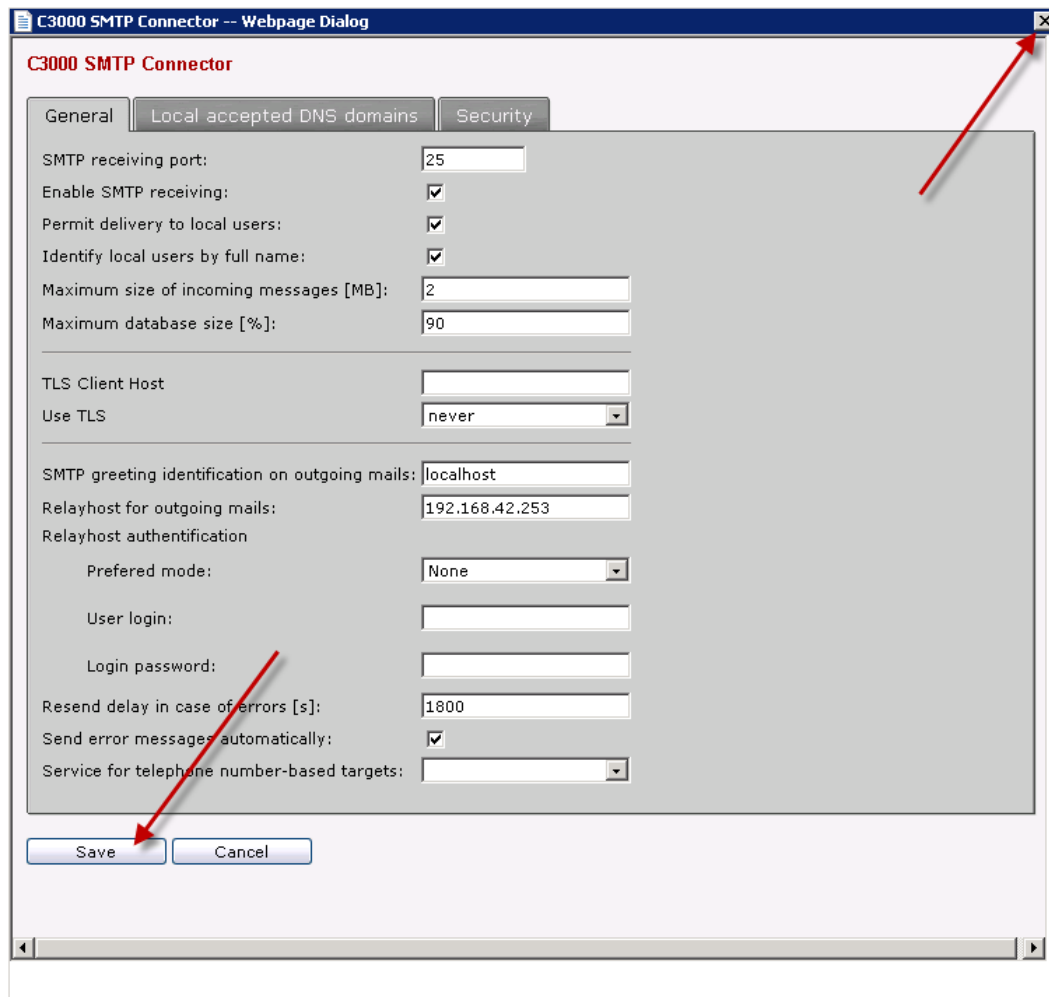 C3000 SMTP Connector -- Webpage Dialog
C3000 SMTP Connector
General Local accepted DNS domains Security
SMTP receiving port: 25
Enable SMTP receiving:
Permit delivery to local users:
Identify local users by full name:
Maximum size of incoming messages [MB]: 2
Maximum database size [%]: 90
TLS Client Host
Use TLS never
SMTP greeting identification on outgoing mails: localhost
Relayhost for outgoing mails: 192.168.42.253
Relayhost authentification
Prefered mode: None
User login:
Login password:
Resend delay in case of errors [s]: 1800
Send error messages automatically:
Service for telephone number-based targets:
Save Cancel